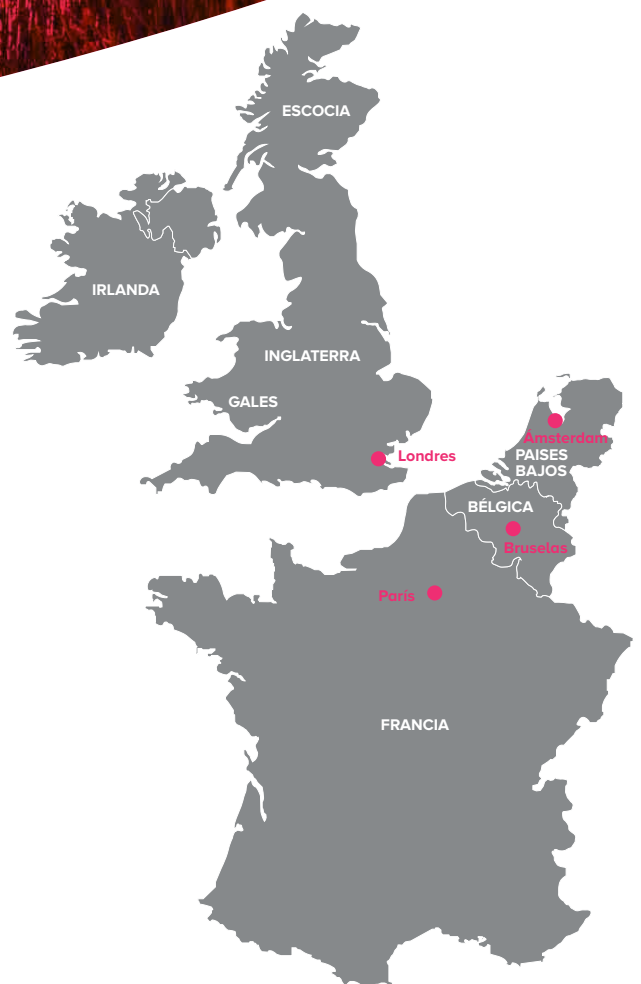 ESCOCIA
IRLANDA
INGLATERRA
GALES
Londres
Amsterdam
PAISES
BAJOS
BÉLGICA
Bruselas
París
FRANCIA